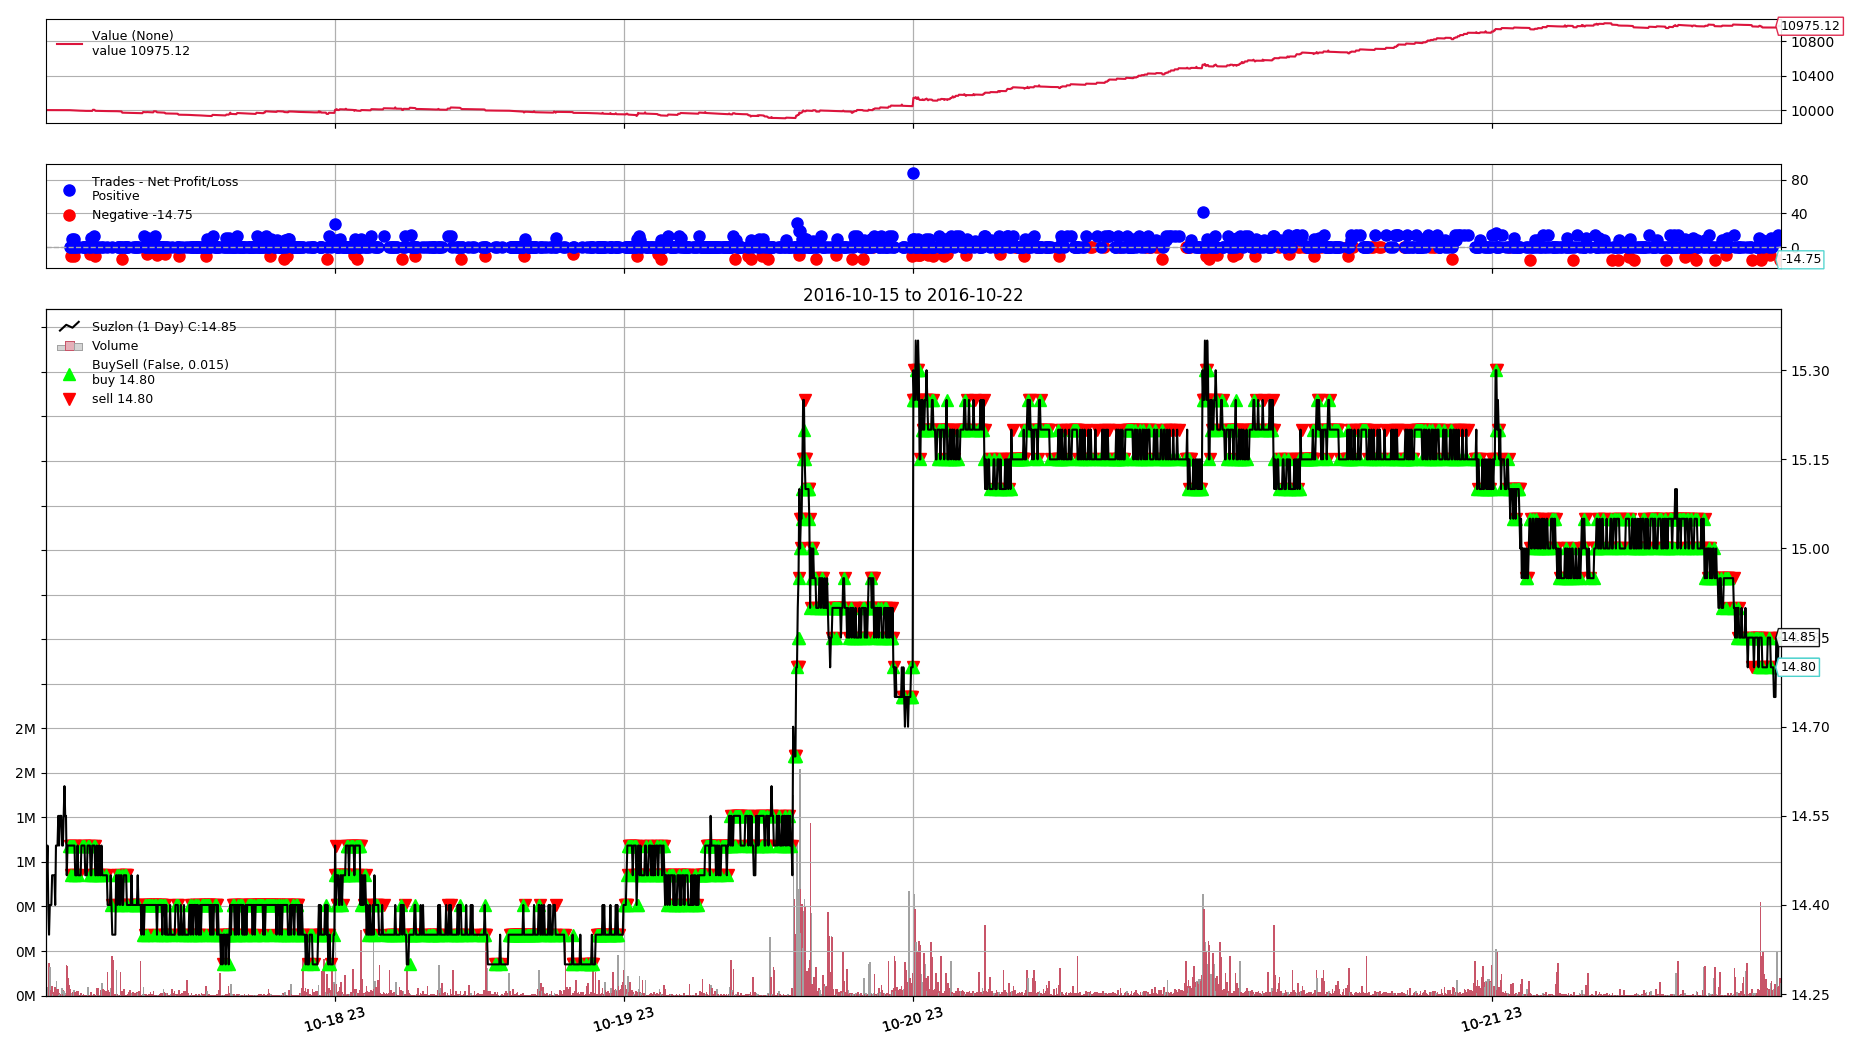 Value (None)
value 10975.12
10975.12
10800
10400
10000
Trades - Net Profit/Loss
Positive
Negative -14.75
80
40
0
-14.75
2016-10-15 to 2016-10-22
Suzlon (1 Day) C:14.85
Volume
BuySell (False, 0.015)
buy 14.80
sell 14.80
15.30
15.15
15.00
14.85
5
14.80
2M
14.70
2M
1M
14.55
1M
0M
14.40
0M
0M
14.25
10-18 23
10-19 23
10-20 23
10-21 23